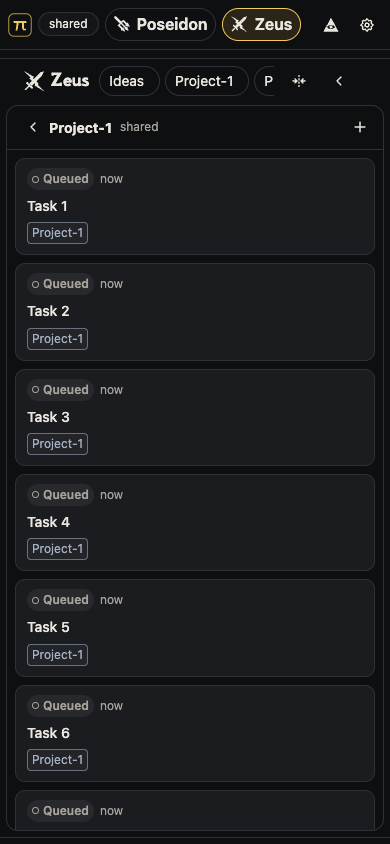 π shared Poseidon Zeus
Zeus Ideas Project-1 P
Project-1 shared
Queued now
Task 1
Project-1
Queued now
Task 2
Project-1
Queued now
Task 3
Project-1
Queued now
Task 4
Project-1
Queued now
Task 5
Project-1
Queued now
Task 6
Project-1
Queued now